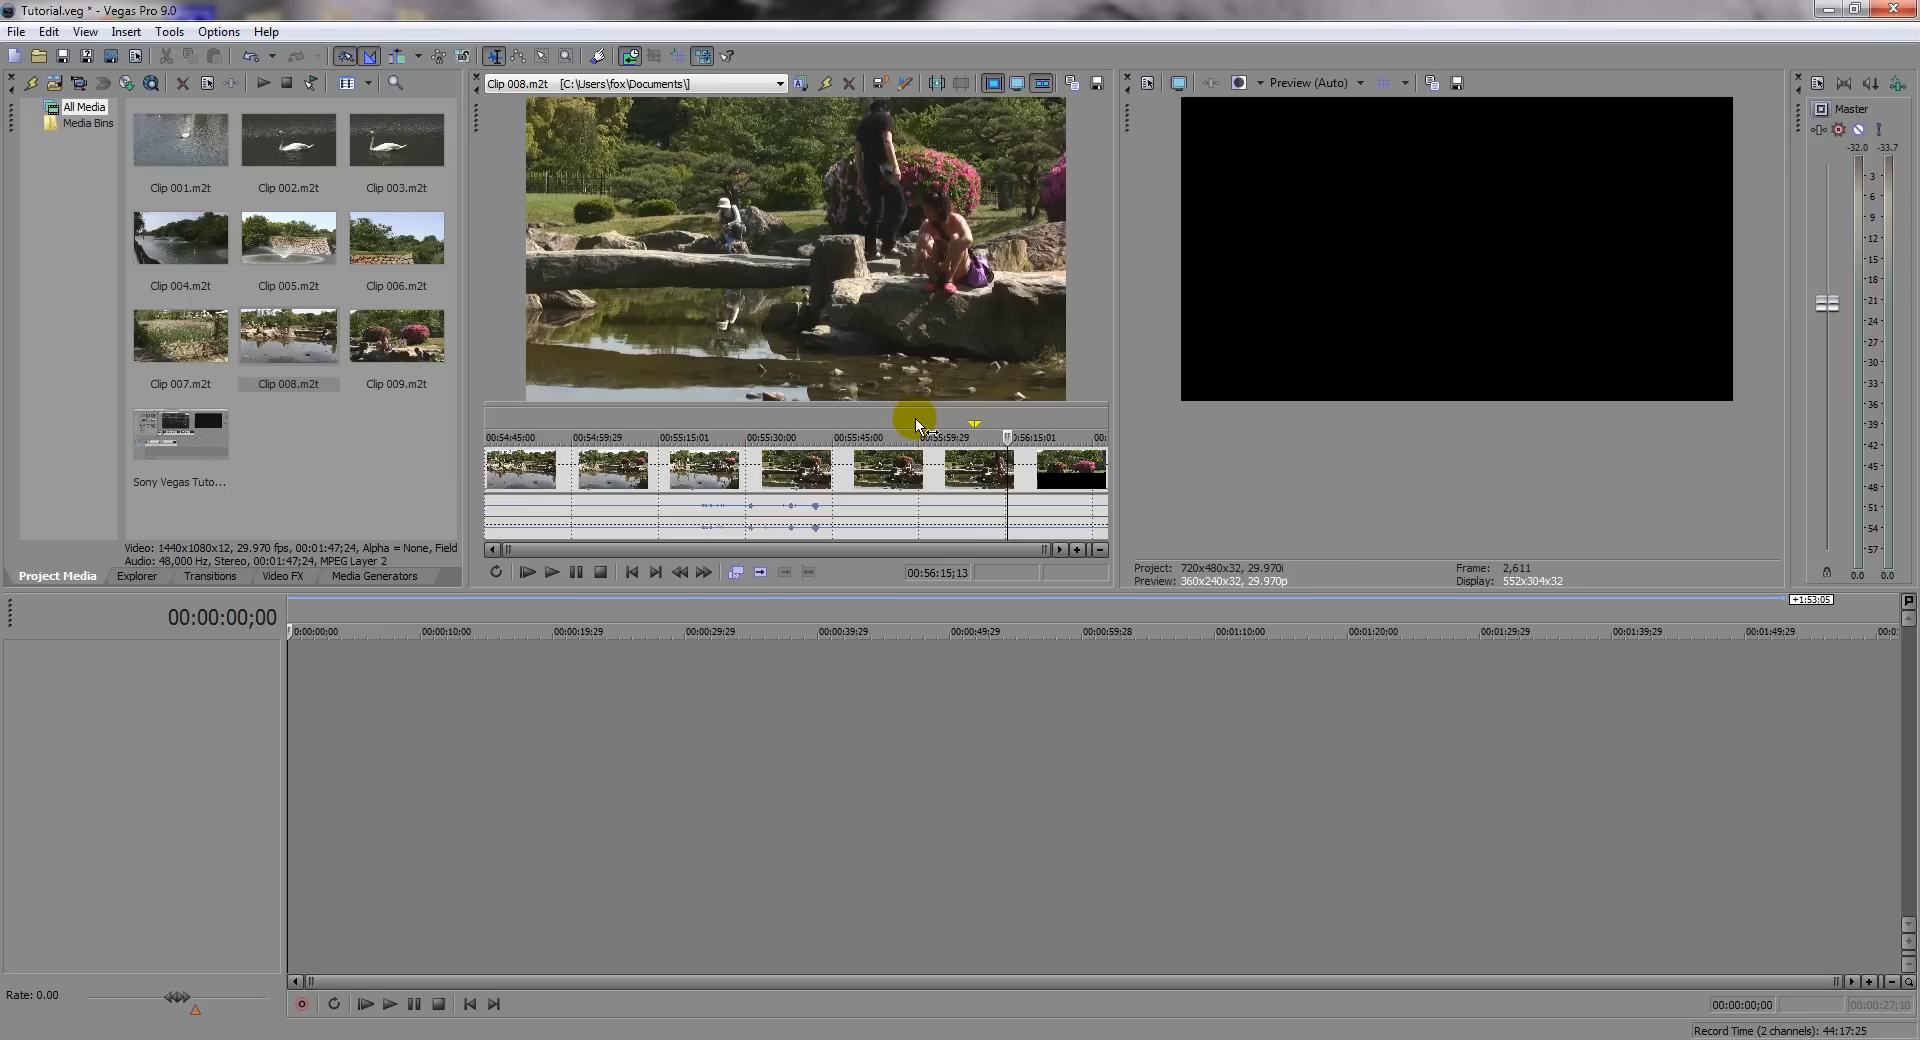 Tutorial.veg * - Vegas Pro 9.0
File Edit View Insert Tools Options Help
Clip 008.m2t [C:\Users\fox\Documents\]
Preview (Auto)
All Media
Media Bins
Master
-32.0 -33.7
Clip 001.m2t Clip 002.m2t Clip 003.m2t
Clip 004.m2t Clip 005.m2t Clip 006.m2t
Clip 007.m2t Clip 008.m2t Clip 009.m2t
Sony Vegas Tuto...
3
6
9
12
15
18
21
24
27
30
33
36
39
42
45
48
51
54
57
0.0 0.0
00:54:45:00 00:54:59:29 00:55:15:01 00:55:30:00 00:55:45:00 00:55:59:29 0:56:15:01 00:
Video: 1440x1080x12, 29.970 fps, 00:01:47;24, Alpha = None, Field
Audio: 48,000 Hz, Stereo, 00:01:47;24, MPEG Layer 2
Project Media Explorer Transitions Video FX Media Generators
00:56:15;13
Project: 720x480x32, 29.970i Frame: 2,611
Preview: 360x240x32, 29.970p Display: 552x304x32
+1:53:05
00:00:00;00
0:00:00;00 00:00:10;00 00:00:19;29 00:00:29;29 00:00:39;29 00:00:49;29 00:00:59;28 00:01:10;00 00:01:20;00 00:01:29;29 00:01:39;29 00:01:49;29 00:0
Rate: 0.00
00:00:00;00 00:00:27;10
Record Time (2 channels): 44:17:25